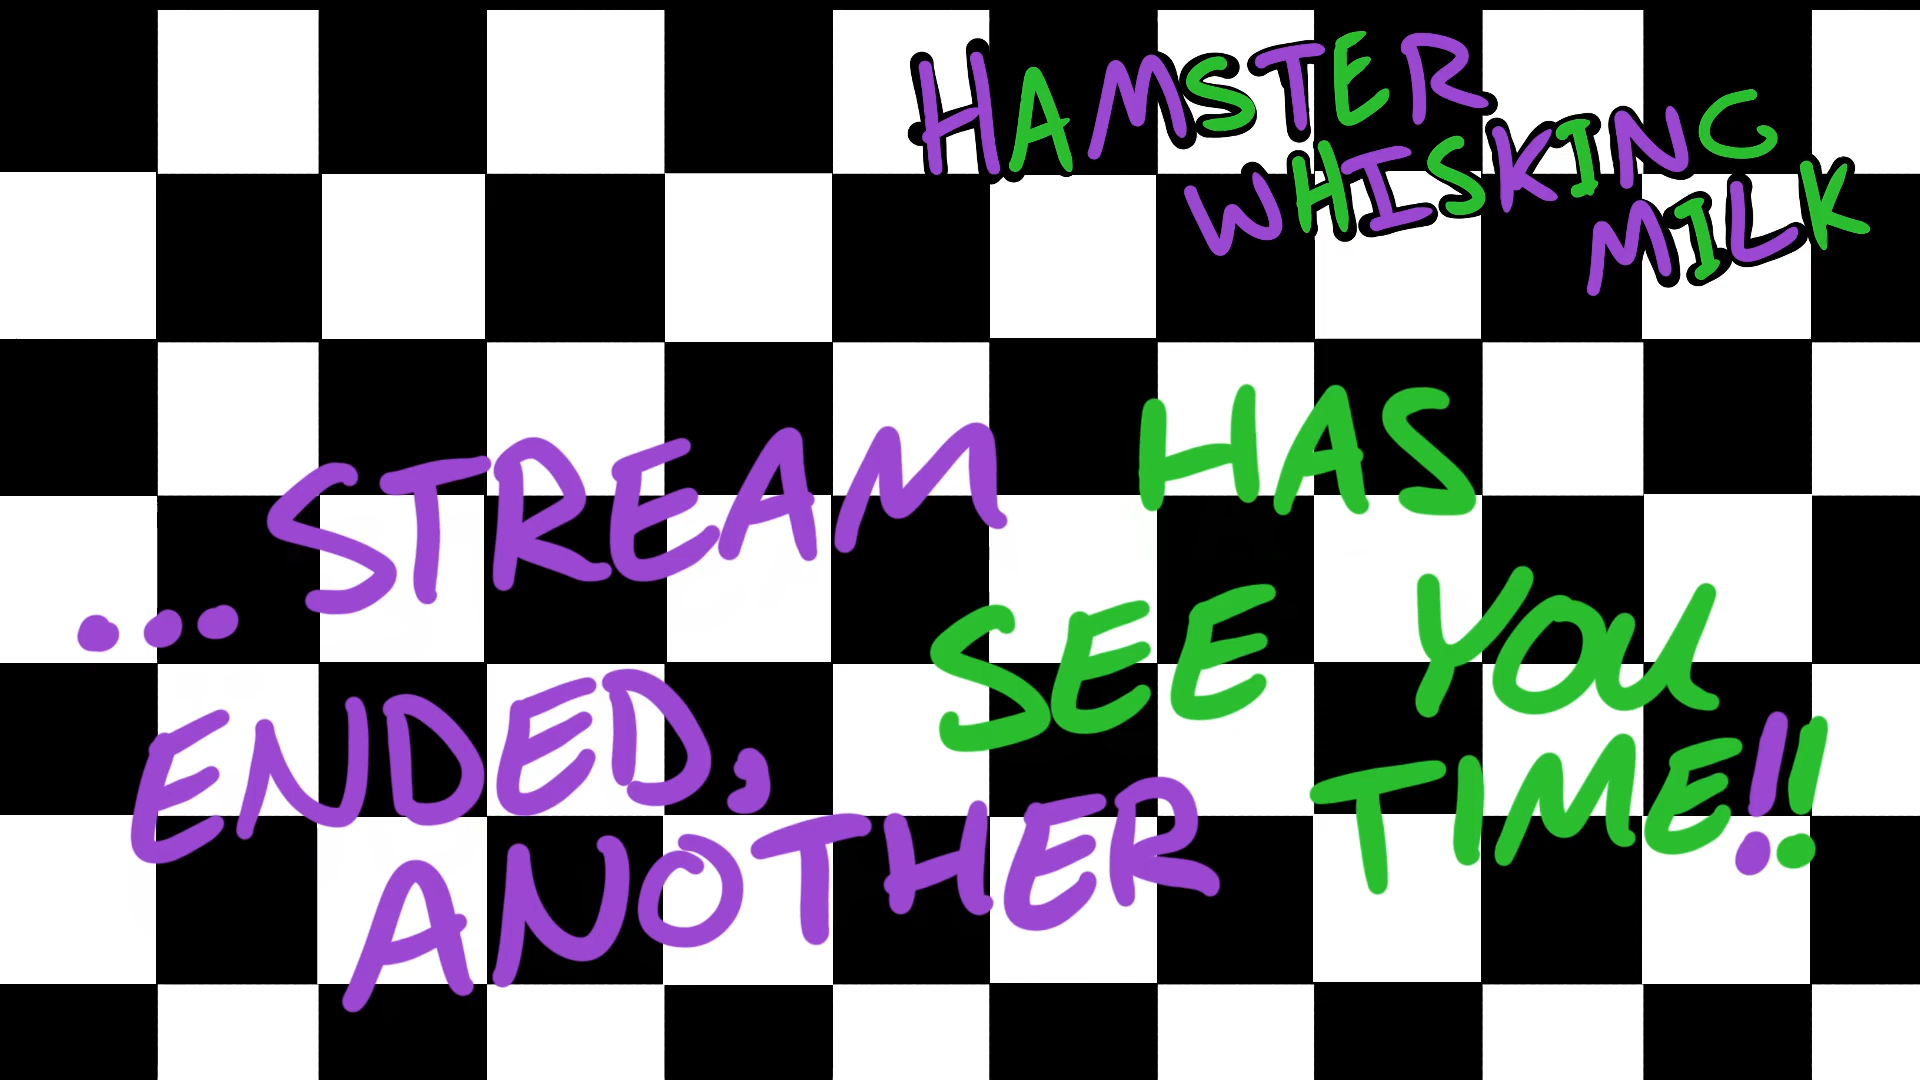 HAMSTER
WHISKING
MILK
...STREAM HAS
ENDED, SEE YOU
ANOTHER TIME!!